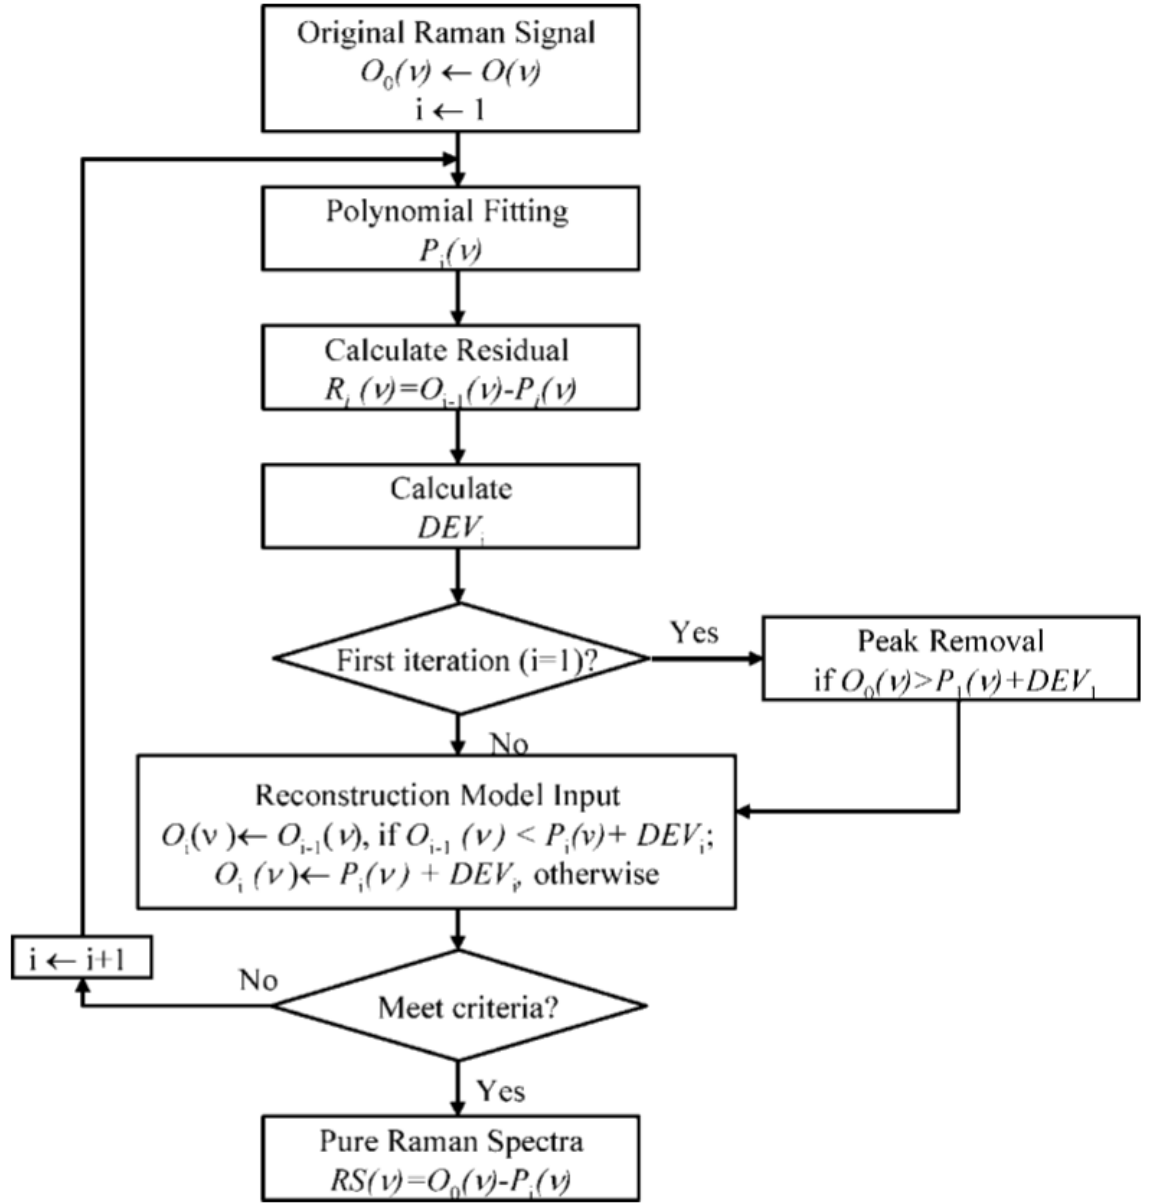 Original Raman Signal
O₀(ν) ← O(ν)
i ← 1
Polynomial Fitting
Pᵢ(ν)
Calculate Residual
Rᵢ (ν)=Oᵢ₋₁(ν)-Pᵢ(ν)
Calculate
DEVᵢ
First iteration (i=1)?
Yes
Peak Removal
if O₀(ν)>P₁(ν)+DEV₁
No
Reconstruction Model Input
Oᵢ(ν )← Oᵢ₋₁(ν), if Oᵢ₋₁ (ν) < Pᵢ(ν)+ DEVᵢ;
Oᵢ (ν)← Pᵢ(ν) + DEVᵢ, otherwise
i ← i+1
No
Meet criteria?
Yes
Pure Raman Spectra
RS(ν)=O₀(ν)-Pᵢ(ν)